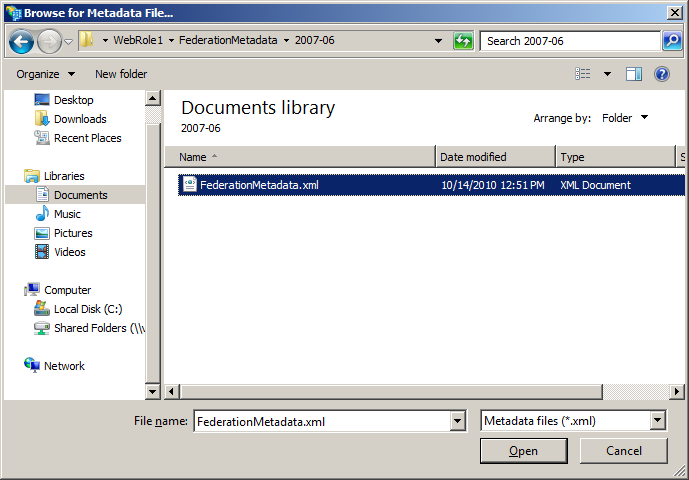 Browse for Metadata File...
WebRole1 FederationMetadata 2007-06 Search 2007-06
Organize New folder
Desktop
Downloads
Recent Places
Libraries
Documents
Music
Pictures
Videos
Computer
Local Disk (C:)
Shared Folders (\\
Network
Documents library
2007-06
Arrange by: Folder
Name Date modified Type S
FederationMetadata.xml 10/14/2010 12:51 PM XML Document
File name: FederationMetadata.xml Metadata files (*.xml)
Open Cancel